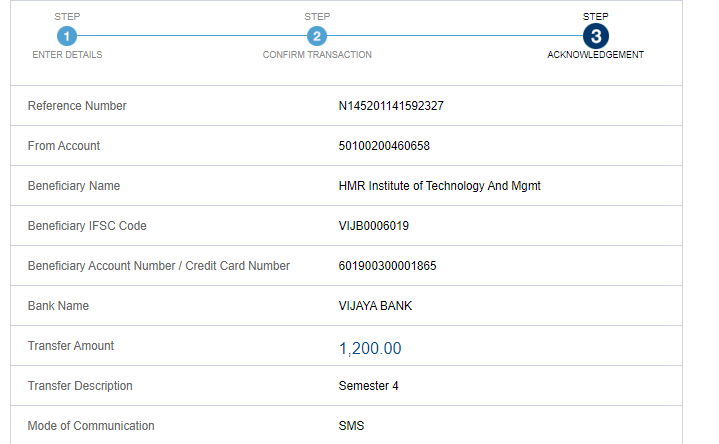 STEP STEP STEP
1 2 3
ENTER DETAILS CONFIRM TRANSACTION ACKNOWLEDGEMENT
Reference Number N145201141592327
From Account 50100200460658
Beneficiary Name HMR Institute of Technology And Mgmt
Beneficiary IFSC Code VIJB0006019
Beneficiary Account Number / Credit Card Number 601900300001865
Bank Name VIJAYA BANK
Transfer Amount 1,200.00
Transfer Description Semester 4
Mode of Communication SMS